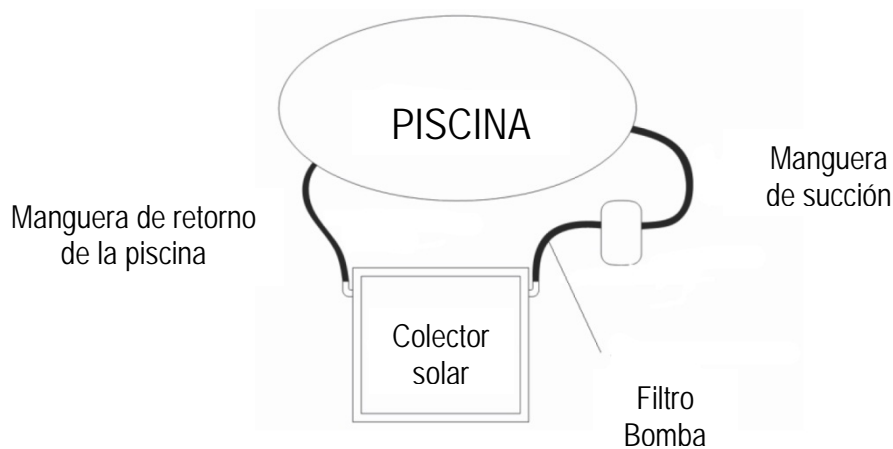 PISCINA
Manguera
de succión
Manguera de retorno
de la piscina
Colector
solar
Filtro
Bomba